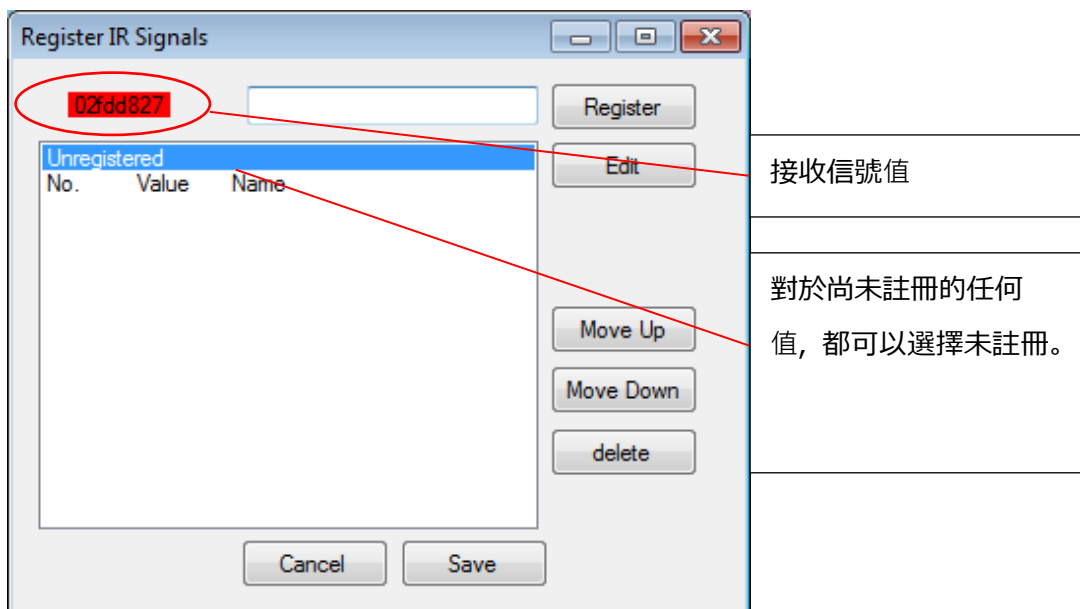 Register IR Signals
02fdd827
Register
Unregistered
Edit
No. Value Name
接收信號值
對於尚未註冊的任何
值, 都可以選擇未註冊。
Move Up
Move Down
delete
Cancel Save